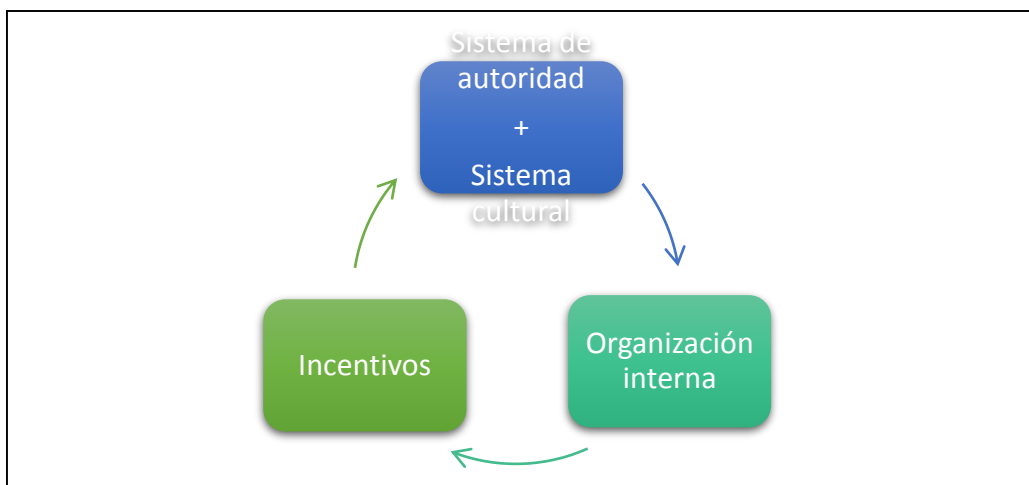 Sistema de
autoridad
+
Sistema
cultural
Organización
interna
Incentivos